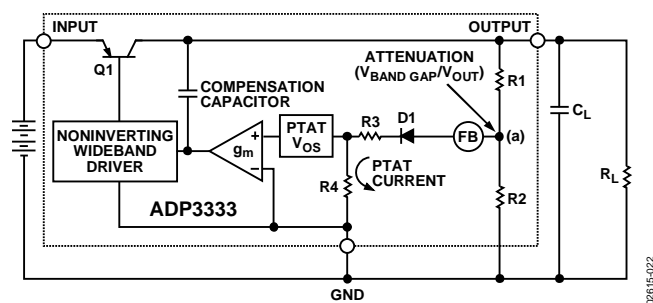 INPUT
OUTPUT
Q1
ATTENUATION
(VBAND GAP/VOUT)
R1
COMPENSATION
CAPACITOR
CL
NONINVERTING
WIDEBAND
DRIVER
gm
+
−
PTAT
VOS
R3
D1
FB
(a)
R4
PTAT
CURRENT
R2
RL
ADP3333
GND
02615-022